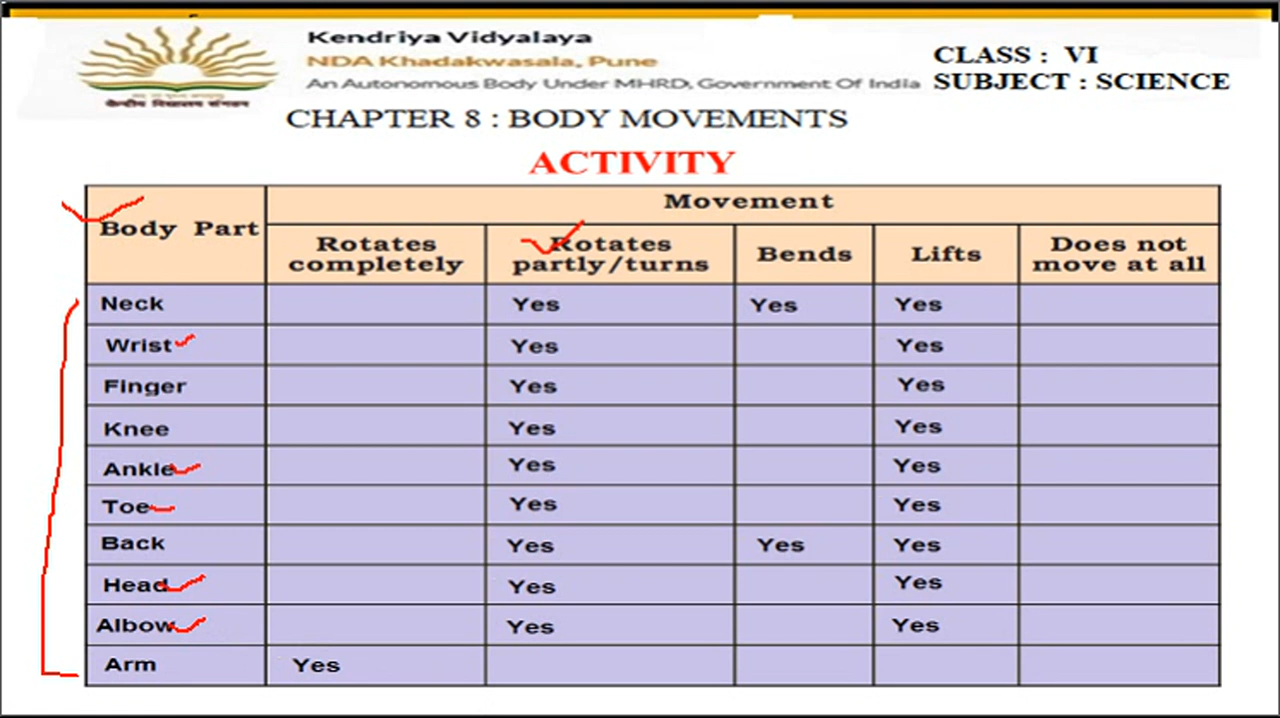 Kendriya Vidyalaya
NDA Khadakwasala, Pune
An Autonomous Body Under MHRD, Government Of India
केन्द्रीय विद्यालय संगठन
CLASS : VI
SUBJECT : SCIENCE
CHAPTER 8 : BODY MOVEMENTS
ACTIVITY
Body Part Movement
Rotates completely Rotates partly/turns Bends Lifts Does not move at all
Neck Yes Yes Yes
Wrist Yes Yes
Finger Yes Yes
Knee Yes Yes
Ankle Yes Yes
Toe Yes Yes
Back Yes Yes Yes
Head Yes Yes
Albow Yes Yes
Arm Yes